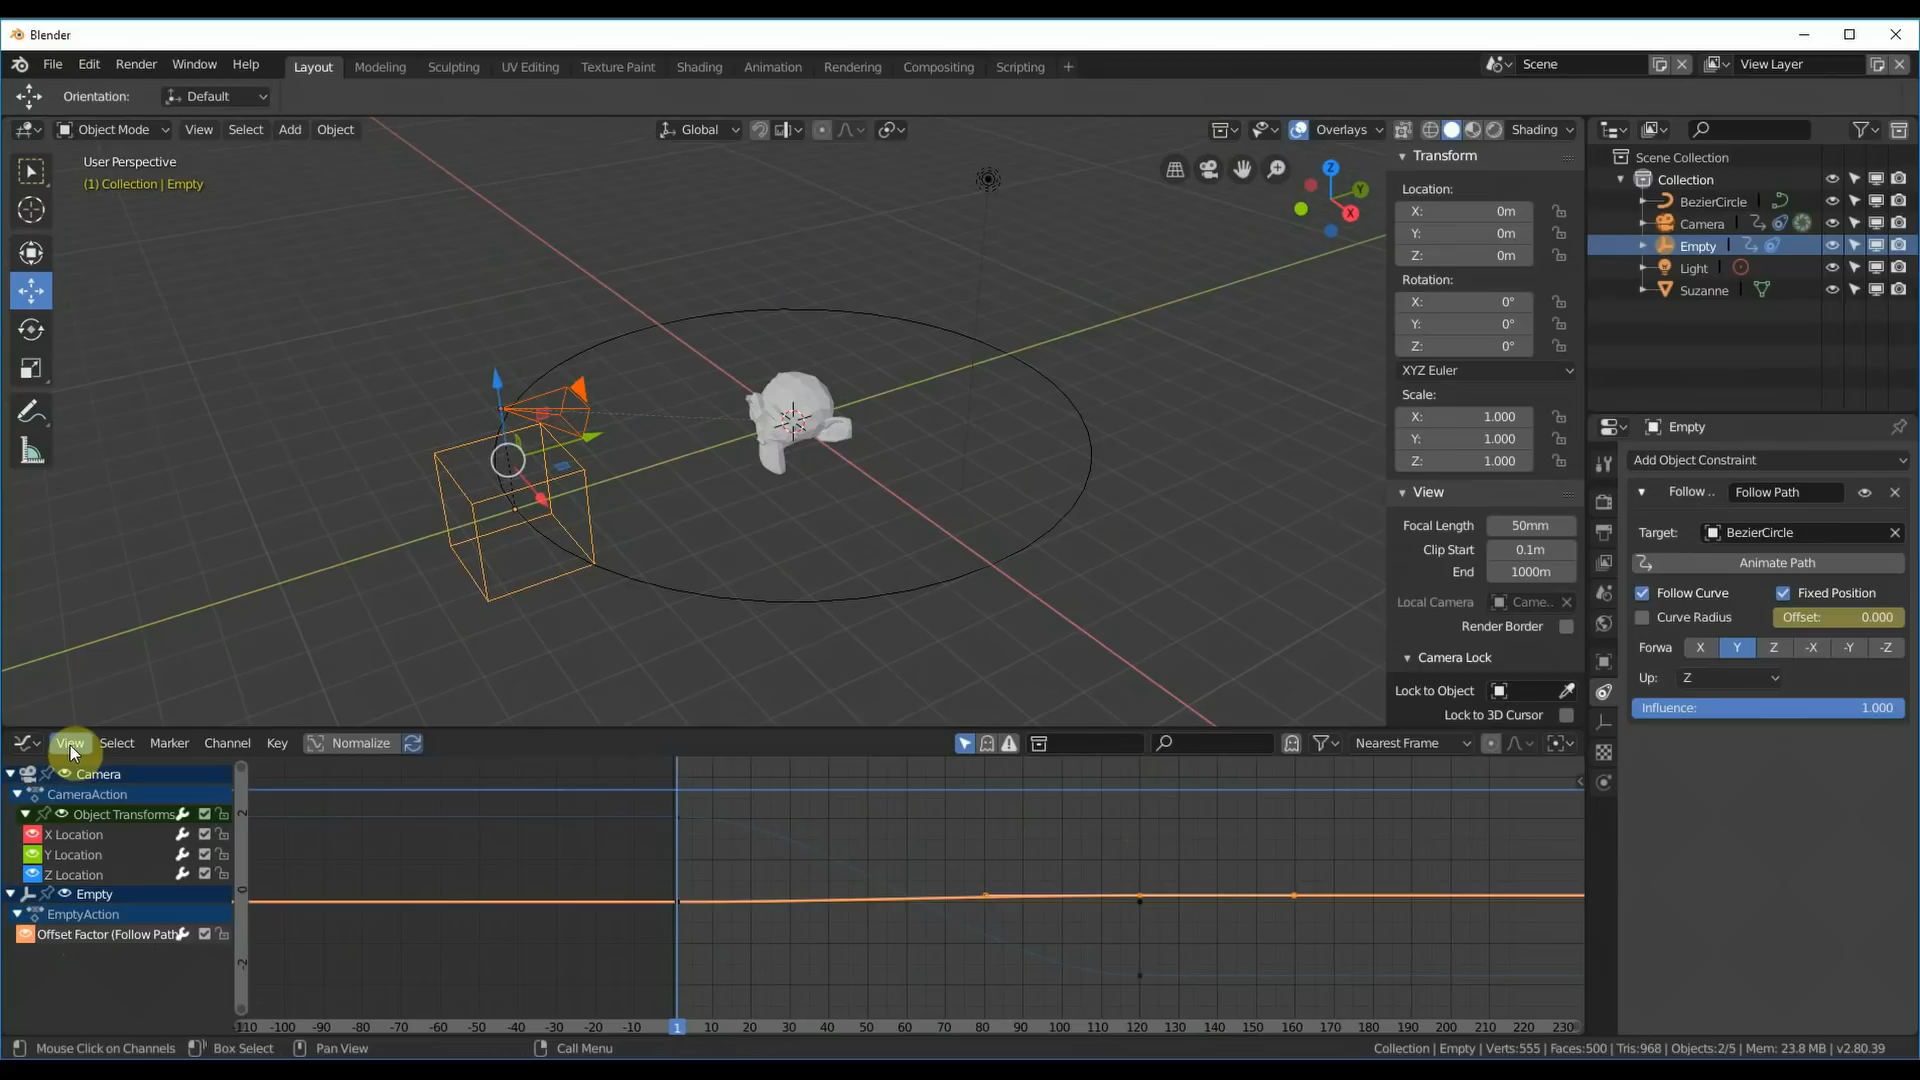 Blender
File Edit Render Window Help
Layout Modeling Sculpting UV Editing Texture Paint Shading Animation Rendering Compositing Scripting +
Scene
View Layer
Orientation: Default
Object Mode View Select Add Object
Global
Overlays
Shading
User Perspective
(1) Collection | Empty
Z
Y
X
Transform
Location:
X: 0m
Y: 0m
Z: 0m
Rotation:
X: 0°
Y: 0°
Z: 0°
XYZ Euler
Scale:
X: 1.000
Y: 1.000
Z: 1.000
View
Focal Length 50mm
Clip Start 0.1m
End 1000m
Local Camera Came..
Render Border
Camera Lock
Lock to Object
Lock to 3D Cursor
Scene Collection
Collection
BezierCircle
Camera
Empty
Light
Suzanne
Empty
Add Object Constraint
Follow .. Follow Path
Target: BezierCircle
Animate Path
Follow Curve Fixed Position
Curve Radius Offset: 0.000
Forwa X Y Z -X -Y -Z
Up: Z
Influence: 1.000
View Select Marker Channel Key Normalize
Nearest Frame
Camera
CameraAction
Object Transforms
X Location
Y Location
Z Location
Empty
EmptyAction
Offset Factor (Follow Path
2
0
-2
-110 -100 -90 -80 -70 -60 -50 -40 -30 -20 -10 1 10 20 30 40 50 60 70 80 90 100 110 120 130 140 150 160 170 180 190 200 210 220 230
Mouse Click on Channels Box Select Pan View Call Menu
Collection | Empty | Verts:555 | Faces:500 | Tris:968 | Objects:2/5 | Mem: 23.8 MB | v2.80.39